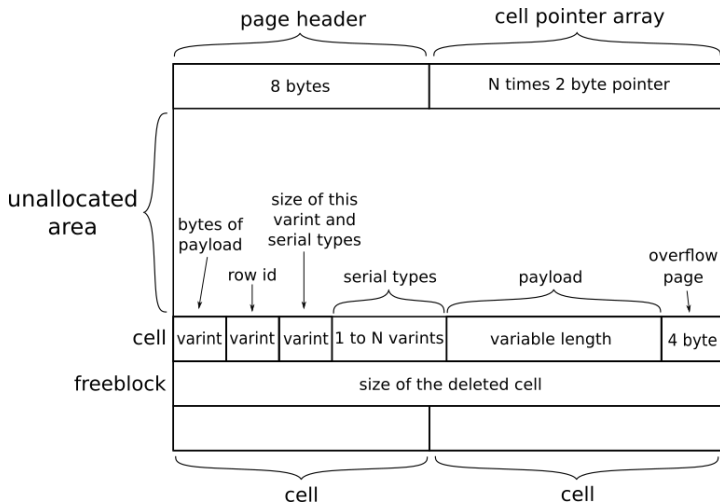 page header
cell pointer array
8 bytes
N times 2 byte pointer
unallocated
area
bytes of
payload
row id
size of this
varint and
serial types
serial types
payload
overflow
page
cell
varint
varint
varint
1 to N varints
variable length
4 byte
freeblock
size of the deleted cell
cell
cell